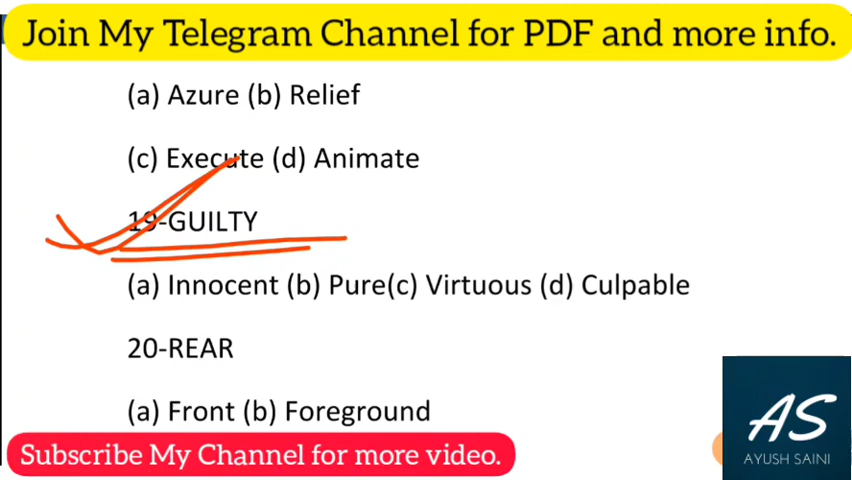 Join My Telegram Channel for PDF and more info.
(a) Azure (b) Relief
(c) Execute (d) Animate
19-GUILTY
(a) Innocent (b) Pure(c) Virtuous (d) Culpable
20-REAR
(a) Front (b) Foreground
Subscribe My Channel for more video.
AS
AYUSH SAINI